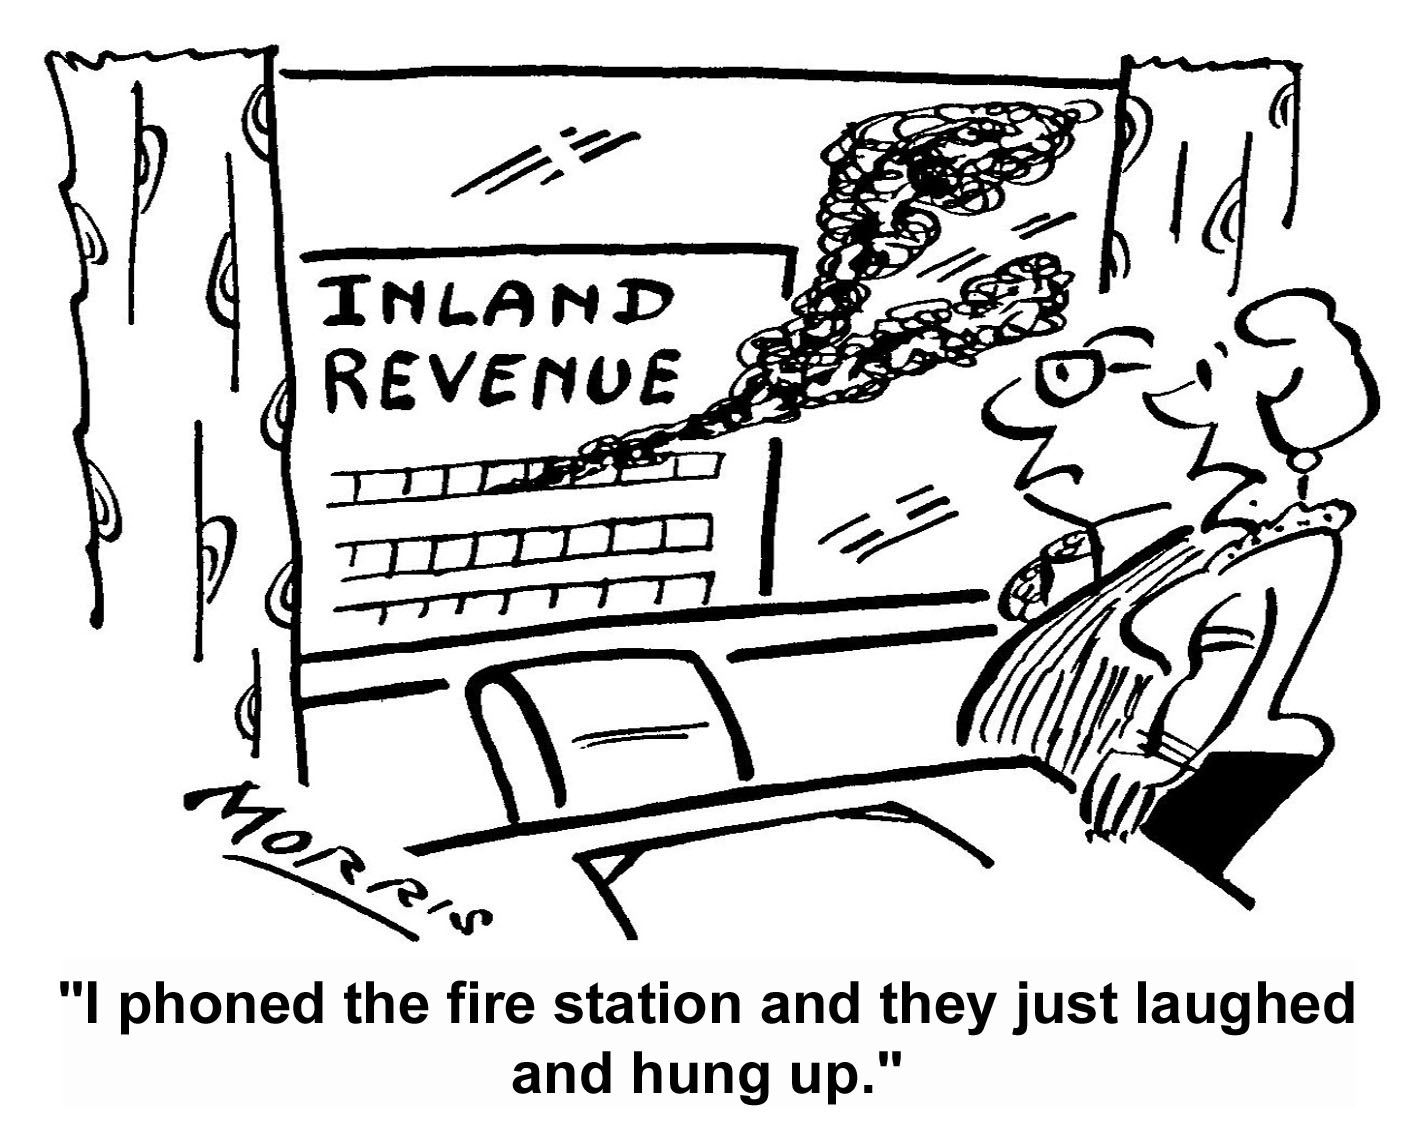 INLAND
REVENUE
MORRIS
"I phoned the fire station and they just laughed
and hung up."